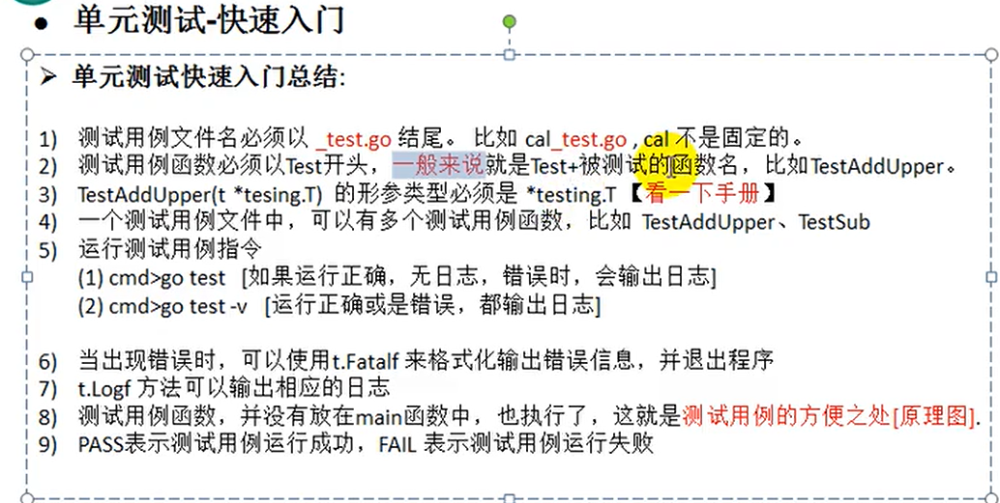 ● 单元测试-快速入门
➤ 单元测试快速入门总结:
1) 测试用例文件名必须以 _test.go 结尾。 比如 cal_test.go , cal 不是固定的。
2) 测试用例函数必须以Test开头，一般来说就是Test+被测试的函数名，比如TestAddUpper。
3) TestAddUpper(t *tesing.T) 的形参类型必须是 *testing.T 【看一下手册】
4) 一个测试用例文件中，可以有多个测试用例函数，比如 TestAddUpper、TestSub
5) 运行测试用例指令
(1) cmd>go test [如果运行正确，无日志，错误时，会输出日志]
(2) cmd>go test -v [运行正确或是错误，都输出日志]
6) 当出现错误时，可以使用t.Fatalf 来格式化输出错误信息，并退出程序
7) t.Logf 方法可以输出相应的日志
8) 测试用例函数，并没有放在main函数中，也执行了，这就是测试用例的方便之处[原理图].
9) PASS表示测试用例运行成功，FAIL 表示测试用例运行失败